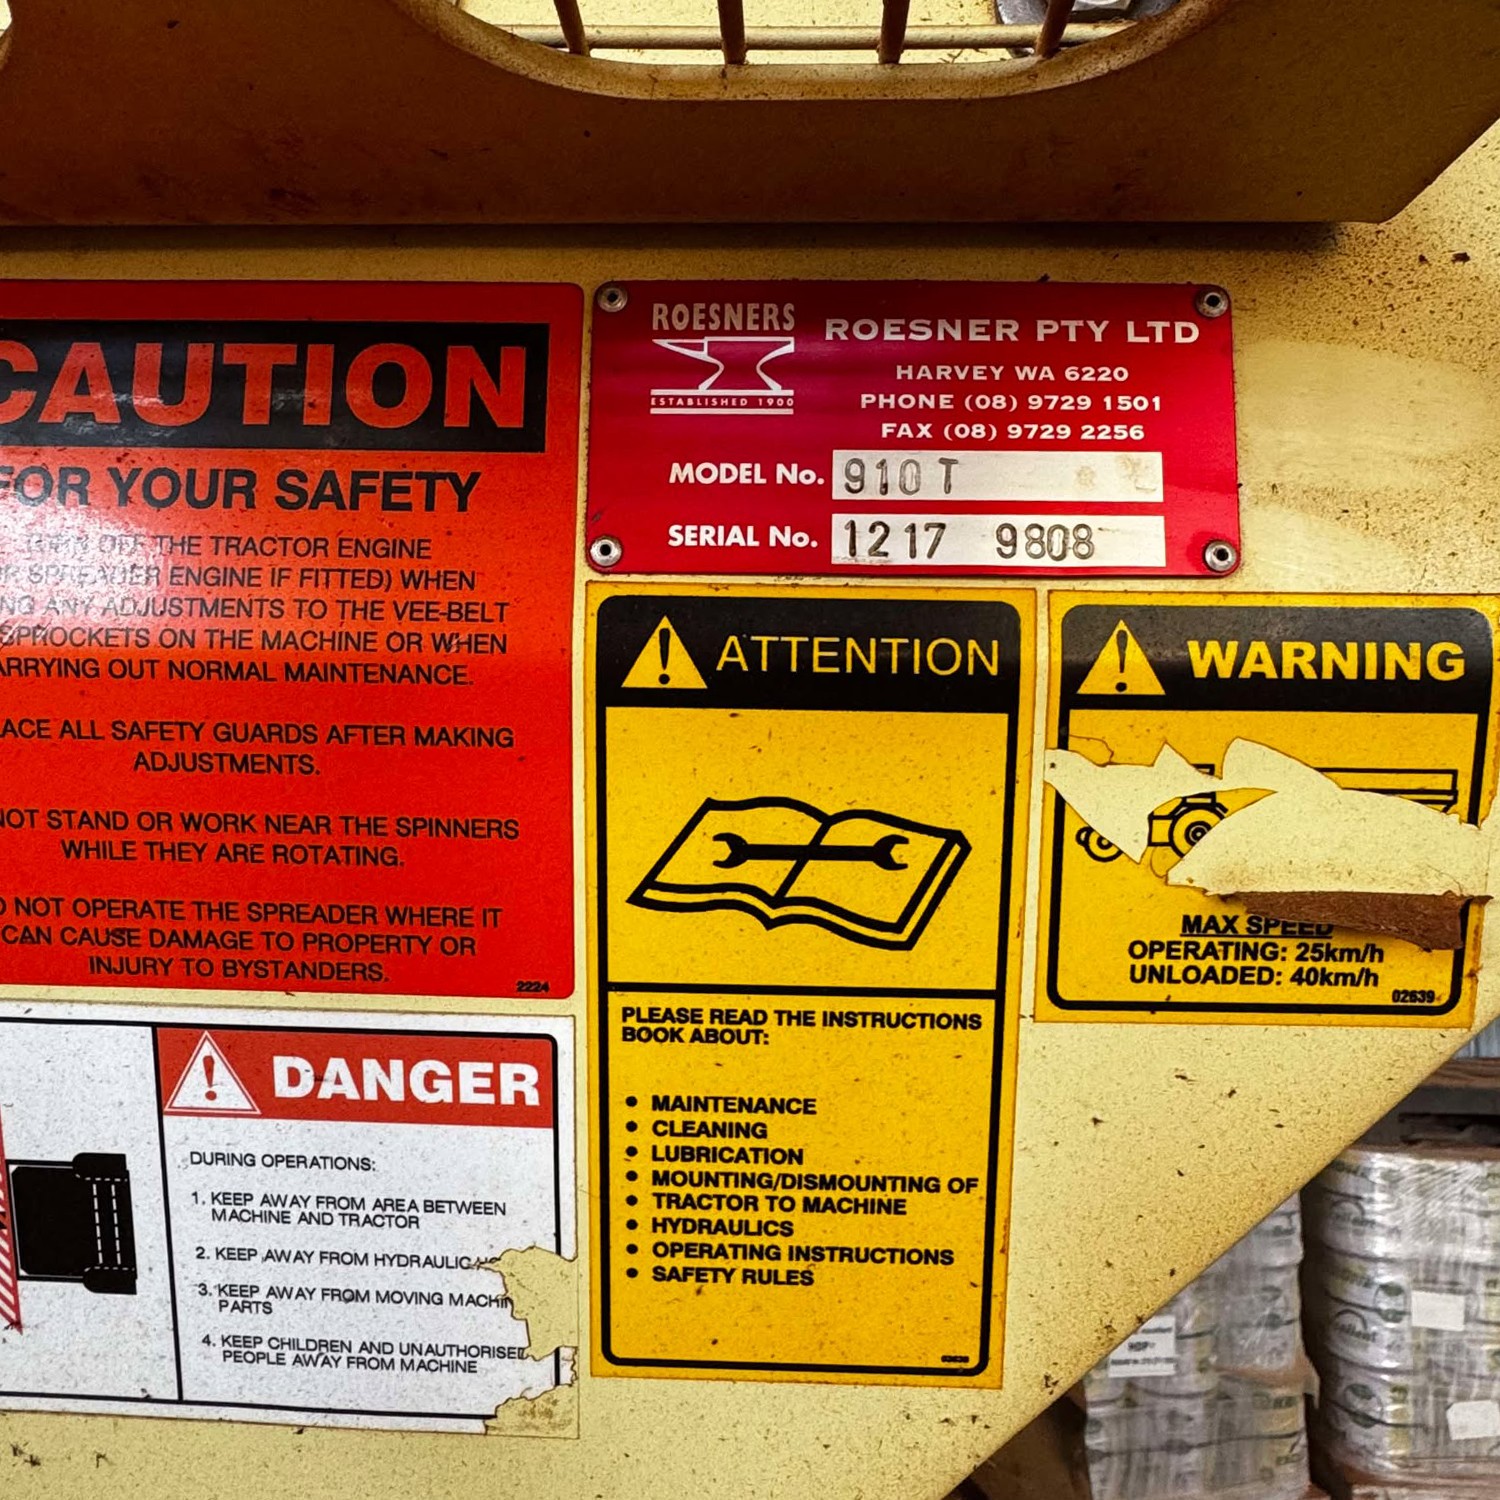 CAUTION
FOR YOUR SAFETY
OFF THE TRACTOR ENGINE
SPREADER ENGINE IF FITTED) WHEN
ANY ADJUSTMENTS TO THE VEE-BELT
SPROCKETS ON THE MACHINE OR WHEN
ARRYING OUT NORMAL MAINTENANCE.
ACE ALL SAFETY GUARDS AFTER MAKING
ADJUSTMENTS.
NOT STAND OR WORK NEAR THE SPINNERS
WHILE THEY ARE ROTATING.
NOT OPERATE THE SPREADER WHERE IT
CAN CAUSE DAMAGE TO PROPERTY OR
INJURY TO BYSTANDERS.
2224
ROESNERS
ESTABLISHED 1900
ROESNER PTY LTD
HARVEY WA 6220
PHONE (08) 9729 1501
FAX (08) 9729 2256
MODEL No. 910T
SERIAL No. 1217 9808
ATTENTION
PLEASE READ THE INSTRUCTIONS
BOOK ABOUT:
• MAINTENANCE
• CLEANING
• LUBRICATION
• MOUNTING/DISMOUNTING OF
• TRACTOR TO MACHINE
• HYDRAULICS
• OPERATING INSTRUCTIONS
• SAFETY RULES
WARNING
MAX SPEED
OPERATING: 25km/h
UNLOADED: 40km/h
02639
DANGER
DURING OPERATIONS:
1. KEEP AWAY FROM AREA BETWEEN
MACHINE AND TRACTOR
2. KEEP AWAY FROM HYDRAULIC
3. KEEP AWAY FROM MOVING MACHIN
PARTS
4. KEEP CHILDREN AND UNAUTHORISED
PEOPLE AWAY FROM MACHINE